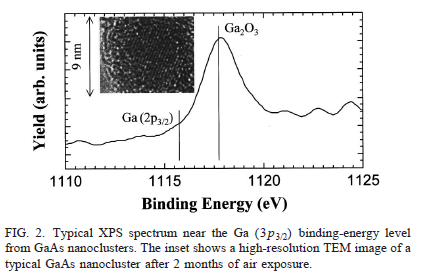 9 nm
Ga₂O₃
Ga (2p₃/₂)
Yield (arb. units)
1110 1115 1120 1125
Binding Energy (eV)
FIG. 2. Typical XPS spectrum near the Ga (3p₃/₂) binding-energy level
from GaAs nanoclusters. The inset shows a high-resolution TEM image of a
typical GaAs nanocluster after 2 months of air exposure.